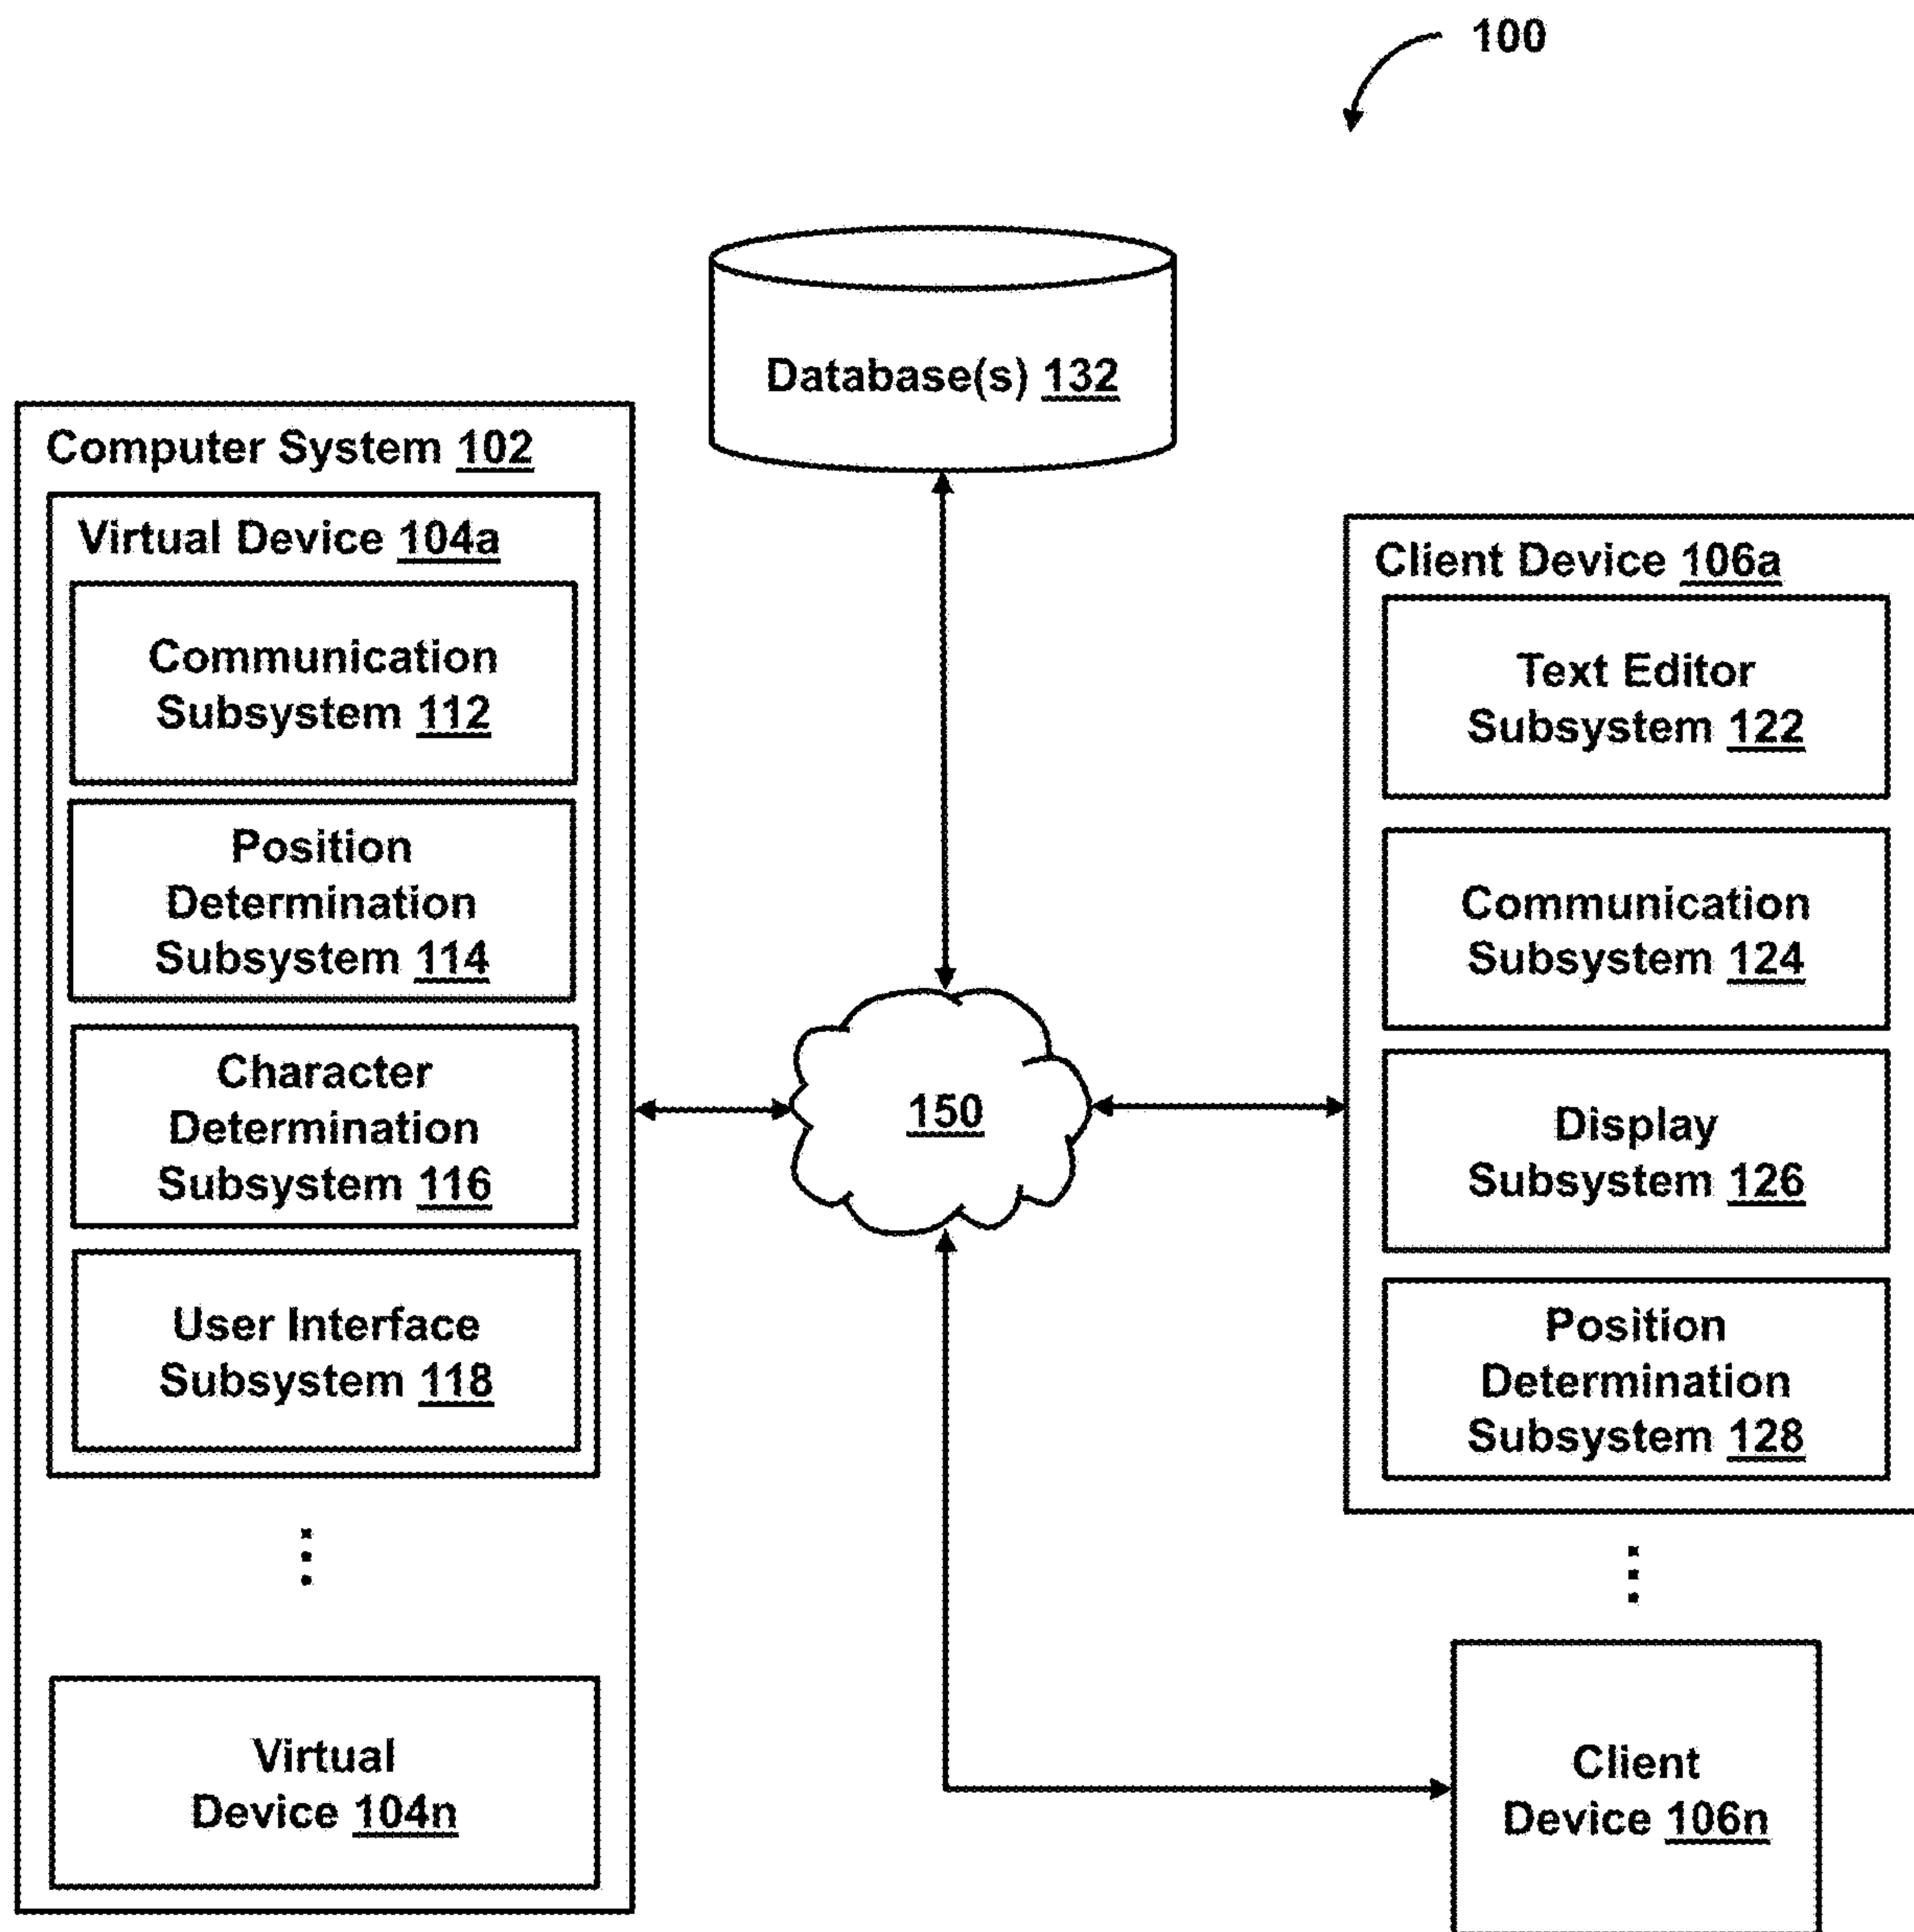 100
Database(s) 132
Computer System 102
Virtual Device 104a
Communication
Subsystem 112
Position
Determination
Subsystem 114
Character
Determination
Subsystem 116
User Interface
Subsystem 118
Virtual
Device 104n
150
Client Device 106a
Text Editor
Subsystem 122
Communication
Subsystem 124
Display
Subsystem 126
Position
Determination
Subsystem 128
Client
Device 106n